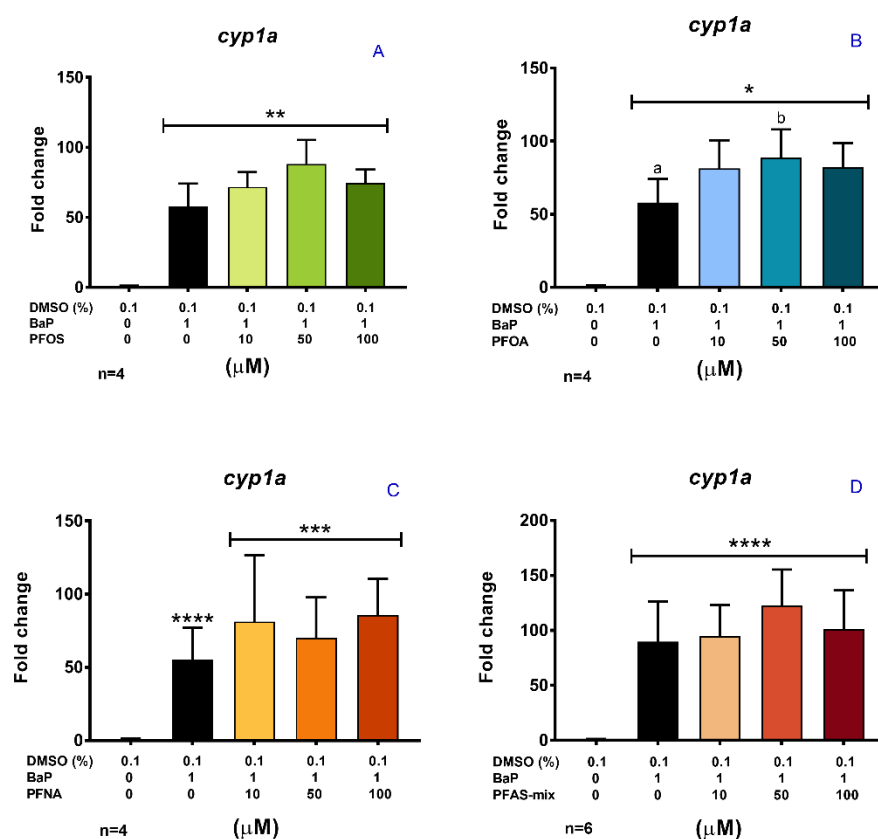 cyp1a
A
**
Fold change
150
100
50
0
DMSO (%) 0.1 0.1 0.1 0.1 0.1
BaP 0 1 1 1 1
PFOS 0 0 10 50 100
(µM)
n=4
cyp1a
B
*
a
b
Fold change
150
100
50
0
DMSO (%) 0.1 0.1 0.1 0.1 0.1
BaP 0 1 1 1 1
PFOA 0 0 10 50 100
(µM)
n=4
cyp1a
C
***
****
Fold change
150
100
50
0
DMSO (%) 0.1 0.1 0.1 0.1 0.1
BaP 0 1 1 1 1
PFNA 0 0 10 50 100
n=4
(µM)
cyp1a
D
****
Fold change
200
150
100
50
0
DMSO (%) 0.1 0.1 0.1 0.1 0.1
BaP 0 1 1 1 1
PFAS-mix 0 0 10 50 100
n=6
(µM)